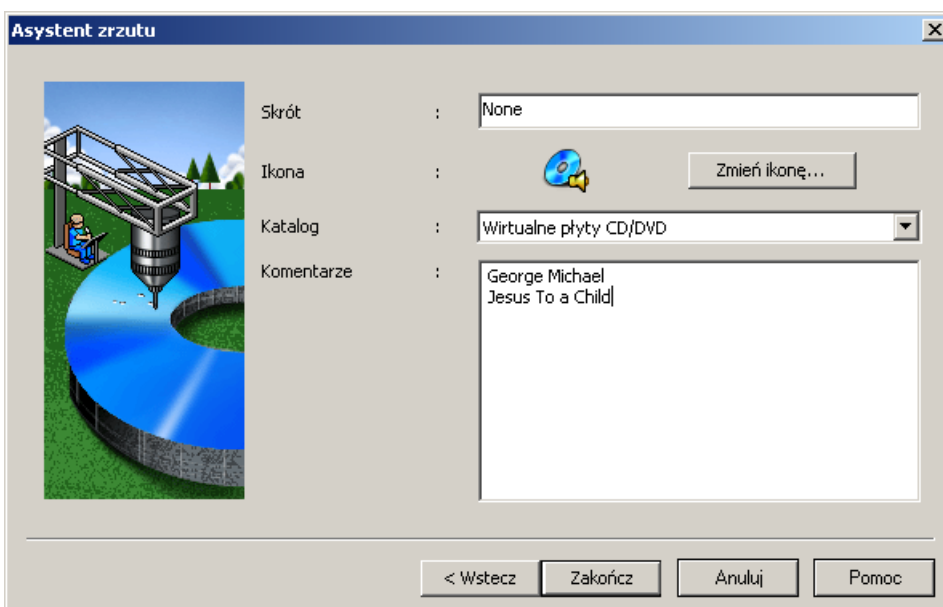 Asystent zrzutu
Skrót : None
Ikona : Zmień ikonę...
Katalog : Wirtualne płyty CD/DVD
Komentarze : George Michael
Jesus To a Child
< Wstecz Zakończ Anuluj Pomoc